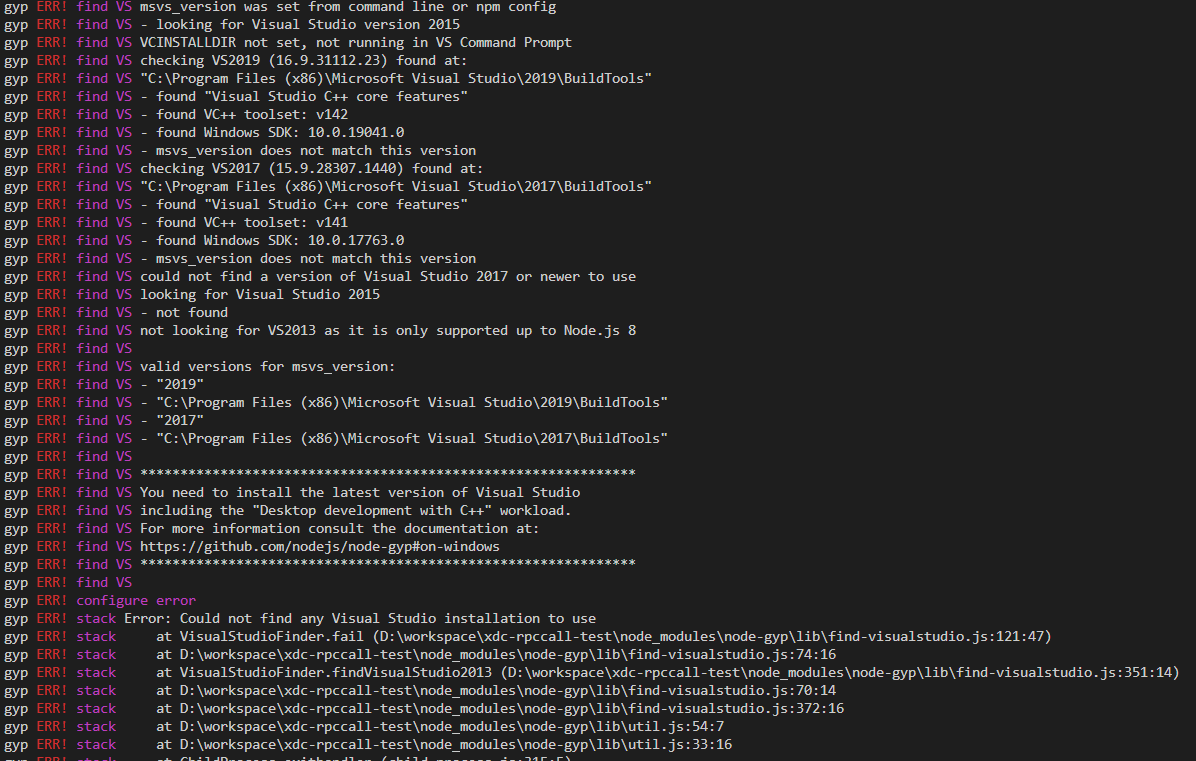 gyp ERR! find VS msvs_version was set from command line or npm config
gyp ERR! find VS - looking for Visual Studio version 2015
gyp ERR! find VS VCINSTALLDIR not set, not running in VS Command Prompt
gyp ERR! find VS checking VS2019 (16.9.31112.23) found at:
gyp ERR! find VS "C:\Program Files (x86)\Microsoft Visual Studio\2019\BuildTools"
gyp ERR! find VS - found "Visual Studio C++ core features"
gyp ERR! find VS - found VC++ toolset: v142
gyp ERR! find VS - found Windows SDK: 10.0.19041.0
gyp ERR! find VS - msvs_version does not match this version
gyp ERR! find VS checking VS2017 (15.9.28307.1440) found at:
gyp ERR! find VS "C:\Program Files (x86)\Microsoft Visual Studio\2017\BuildTools"
gyp ERR! find VS - found "Visual Studio C++ core features"
gyp ERR! find VS - found VC++ toolset: v141
gyp ERR! find VS - found Windows SDK: 10.0.17763.0
gyp ERR! find VS - msvs_version does not match this version
gyp ERR! find VS could not find a version of Visual Studio 2017 or newer to use
gyp ERR! find VS looking for Visual Studio 2015
gyp ERR! find VS - not found
gyp ERR! find VS not looking for VS2013 as it is only supported up to Node.js 8
gyp ERR! find VS
gyp ERR! find VS valid versions for msvs_version:
gyp ERR! find VS - "2019"
gyp ERR! find VS - "C:\Program Files (x86)\Microsoft Visual Studio\2019\BuildTools"
gyp ERR! find VS - "2017"
gyp ERR! find VS - "C:\Program Files (x86)\Microsoft Visual Studio\2017\BuildTools"
gyp ERR! find VS
gyp ERR! find VS **************************************************************
gyp ERR! find VS You need to install the latest version of Visual Studio
gyp ERR! find VS including the "Desktop development with C++" workload.
gyp ERR! find VS For more information consult the documentation at:
gyp ERR! find VS https://github.com/nodejs/node-gyp#on-windows
gyp ERR! find VS **************************************************************
gyp ERR! find VS
gyp ERR! configure error
gyp ERR! stack Error: Could not find any Visual Studio installation to use
gyp ERR! stack     at VisualStudioFinder.fail (D:\workspace\xdc-rpccall-test\node_modules\node-gyp\lib\find-visualstudio.js:121:47)
gyp ERR! stack     at D:\workspace\xdc-rpccall-test\node_modules\node-gyp\lib\find-visualstudio.js:74:16
gyp ERR! stack     at VisualStudioFinder.findVisualStudio2013 (D:\workspace\xdc-rpccall-test\node_modules\node-gyp\lib\find-visualstudio.js:351:14)
gyp ERR! stack     at D:\workspace\xdc-rpccall-test\node_modules\node-gyp\lib\find-visualstudio.js:70:14
gyp ERR! stack     at D:\workspace\xdc-rpccall-test\node_modules\node-gyp\lib\find-visualstudio.js:372:16
gyp ERR! stack     at D:\workspace\xdc-rpccall-test\node_modules\node-gyp\lib\util.js:54:7
gyp ERR! stack     at D:\workspace\xdc-rpccall-test\node_modules\node-gyp\lib\util.js:33:16